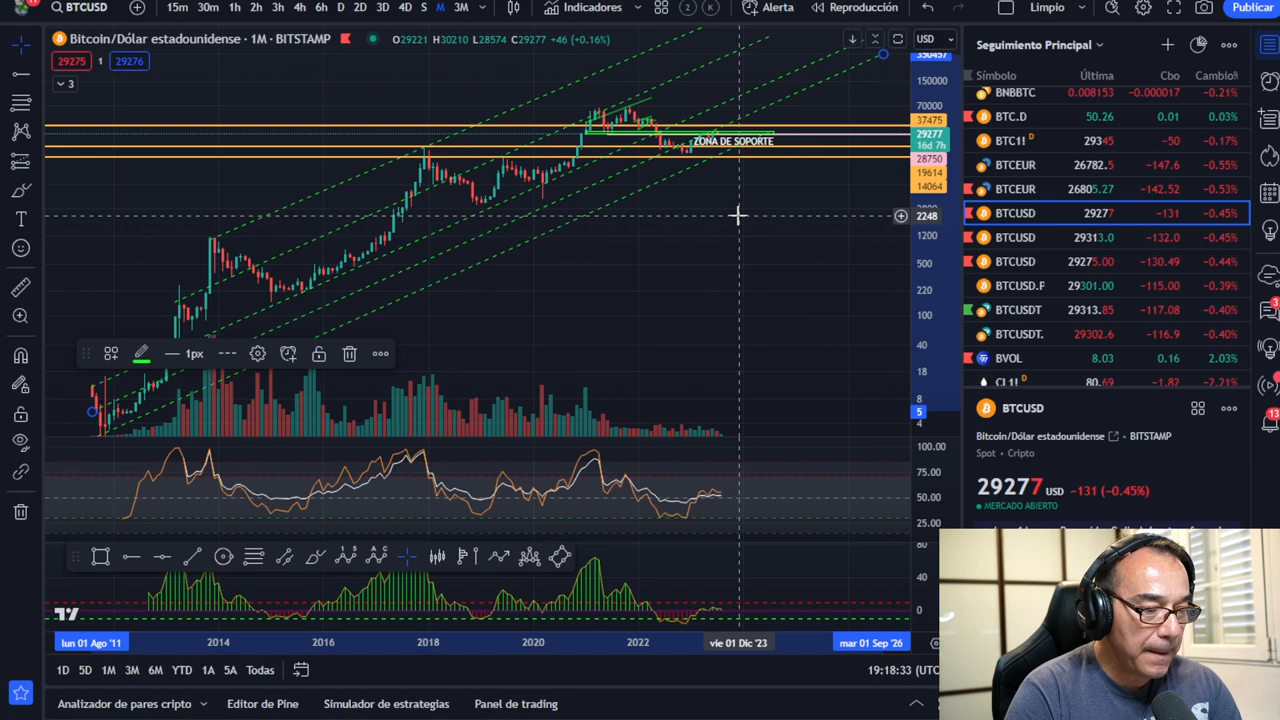 11
BTCUSD
15m 30m 1h 2h 3h 4h 6h D 2D 3D 4D S M 3M
Indicadores
2 K
Alerta
Reproducción
Limpio
Publicar
Bitcoin/Dólar estadounidense · 1M · BITSTAMP
O29221 H30210 L28574 C29277 +46 (+0.16%)
29275 1 29276
3
USD
350457
150000
70000
37475
29277
16d 7h
28750
19614
14064
2248
1200
500
220
100
40
18
8
5
4
ZONA DE SOPORTE
1px
100.00
75.00
50.00
25.00
80
40
0
lun 01 Ago '11 2014 2016 2018 2020 2022 vie 01 Dic '23 mar 01 Sep '26
1D 5D 1M 3M 6M YTD 1A 5A Todas
19:18:33 (UTC
Analizador de pares cripto Editor de Pine Simulador de estrategias Panel de trading
Seguimiento Principal
Símbolo Última Cbo Cambio%
BNBBTC 0.008153 −0.000017 −0.21%
BTC.D 50.26 0.01 0.03%
BTC1! D 29345 −50 −0.17%
BTCEUR 26782.5 −147.6 −0.55%
BTCEUR 26805.27 −142.52 −0.53%
BTCUSD 29277 −131 −0.45%
BTCUSD 29313.0 −132.0 −0.45%
BTCUSD 29275.00 −130.49 −0.44%
BTCUSD.P 29301.00 −115.00 −0.39%
BTCUSDT 29313.85 −117.08 −0.40%
BTCUSDT. 29302.6 −116.9 −0.40%
BVOL 8.03 0.16 2.03%
CL1! D 80.69 −1.82 −2.21%
BTCUSD
Bitcoin/Dólar estadounidense · BITSTAMP
Spot · Cripto
29277 USD −131 (−0.45%)
MERCADO ABIERTO
3
13